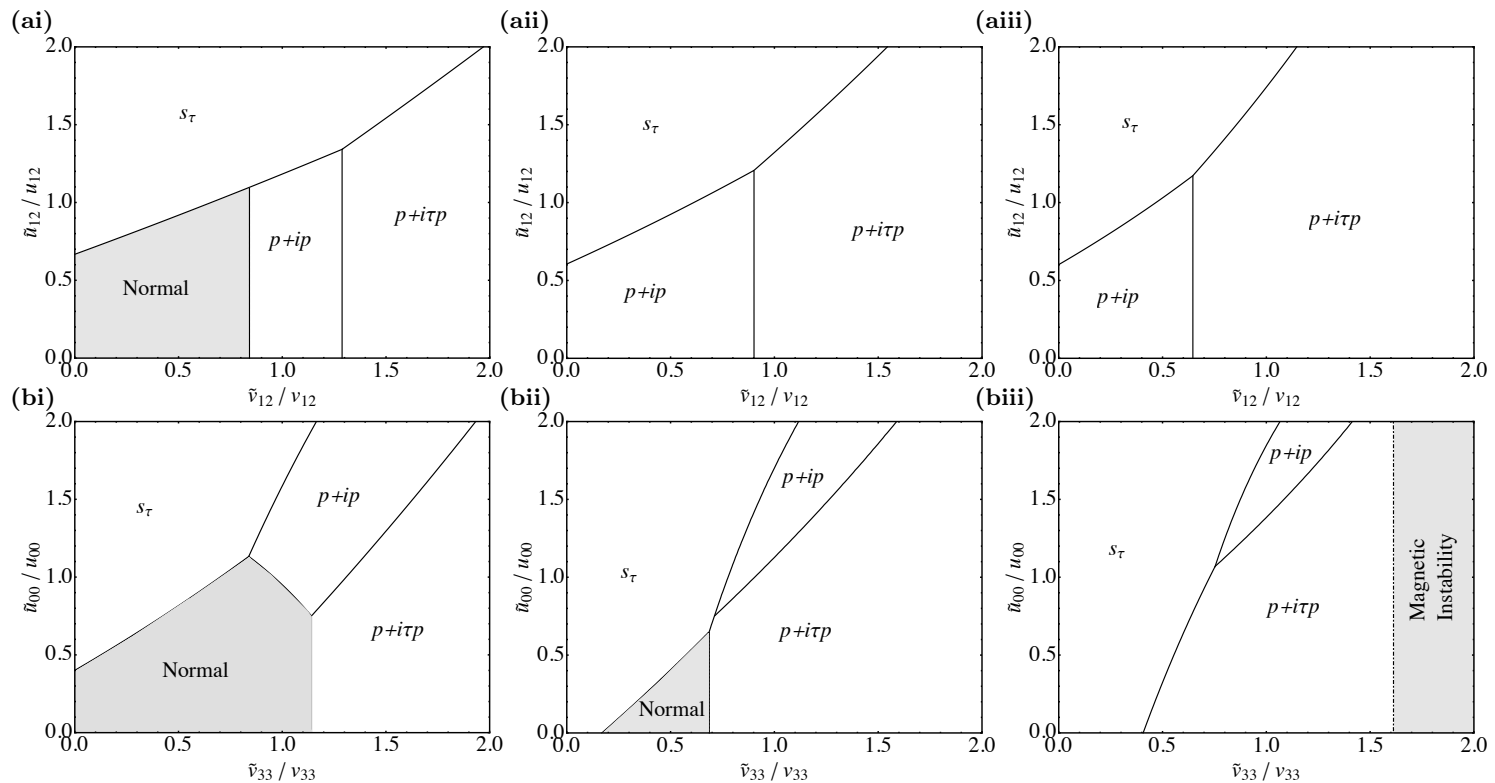 (ai)
2.0
1.5
1.0
0.5
0.0
ũ12 / u12
sτ
Normal
p+ip
p+iτp
0.0 0.5 1.0 1.5 2.0
ṽ12 / v12
(aii)
2.0
1.5
1.0
0.5
0.0
ũ12 / u12
sτ
p+ip
p+iτp
0.0 0.5 1.0 1.5 2.0
ṽ12 / v12
(aiii)
2.0
1.5
1.0
0.5
0.0
ũ12 / u12
sτ
p+ip
p+iτp
0.0 0.5 1.0 1.5 2.0
ṽ12 / v12
(bi)
2.0
1.5
1.0
0.5
0.0
ũ00 / u00
sτ
p+ip
Normal
p+iτp
0.0 0.5 1.0 1.5 2.0
ṽ33 / v33
(bii)
2.0
1.5
1.0
0.5
0.0
ũ00 / u00
sτ
p+ip
p+iτp
Normal
0.0 0.5 1.0 1.5 2.0
ṽ33 / v33
(biii)
2.0
1.5
1.0
0.5
0.0
ũ00 / u00
sτ
p+ip
p+iτp
Magnetic
Instability
0.0 0.5 1.0 1.5 2.0
ṽ33 / v33